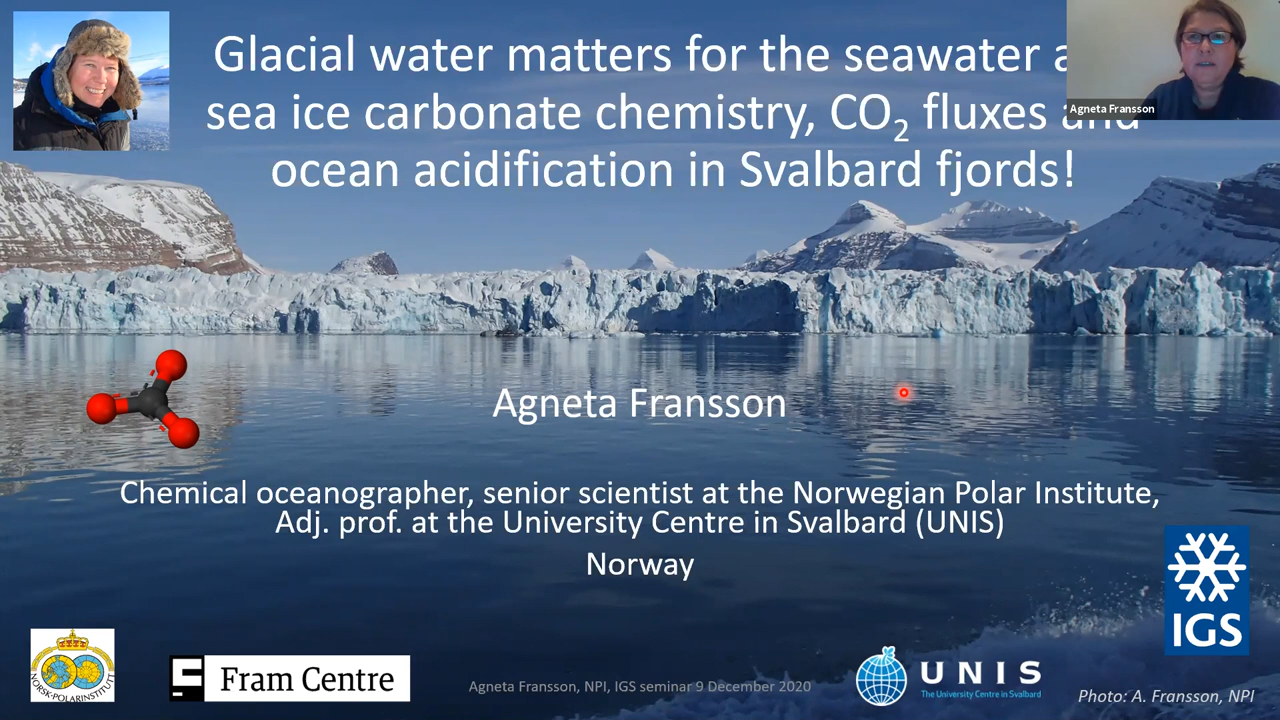 Glacial water matters for the seawater a
sea ice carbonate chemistry, CO₂ fluxes and
ocean acidification in Svalbard fjords!
Agneta Fransson
Agneta Fransson
Chemical oceanographer, senior scientist at the Norwegian Polar Institute,
Adj. prof. at the University Centre in Svalbard (UNIS)
Norway
IGS
NORSK-POLARINSTITUTT
Fram Centre
Agneta Fransson, NPI, IGS seminar 9 December 2020
UNIS
The University Centre in Svalbard
Photo: A. Fransson, NPI